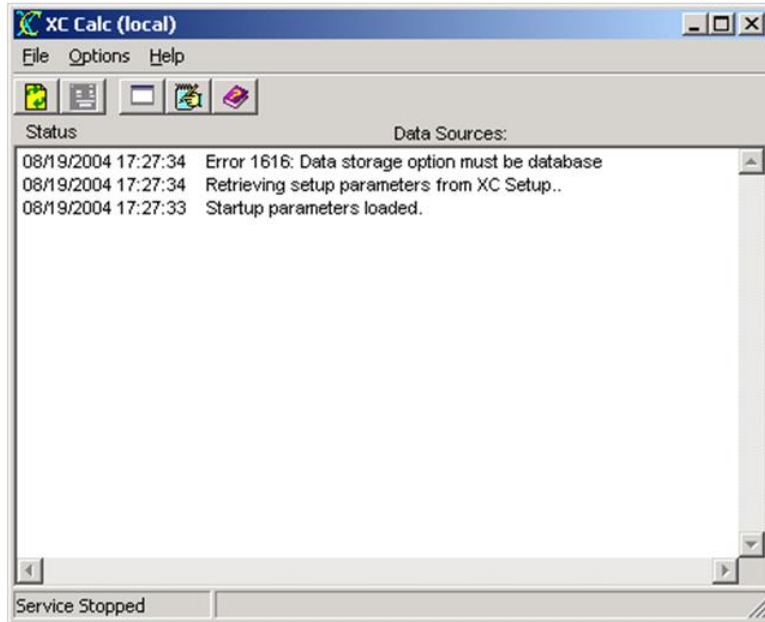 XC Calc (local)
File Options Help
Status Data Sources:
08/19/2004 17:27:34 Error 1616: Data storage option must be database
08/19/2004 17:27:34 Retrieving setup parameters from XC Setup..
08/19/2004 17:27:33 Startup parameters loaded.
Service Stopped